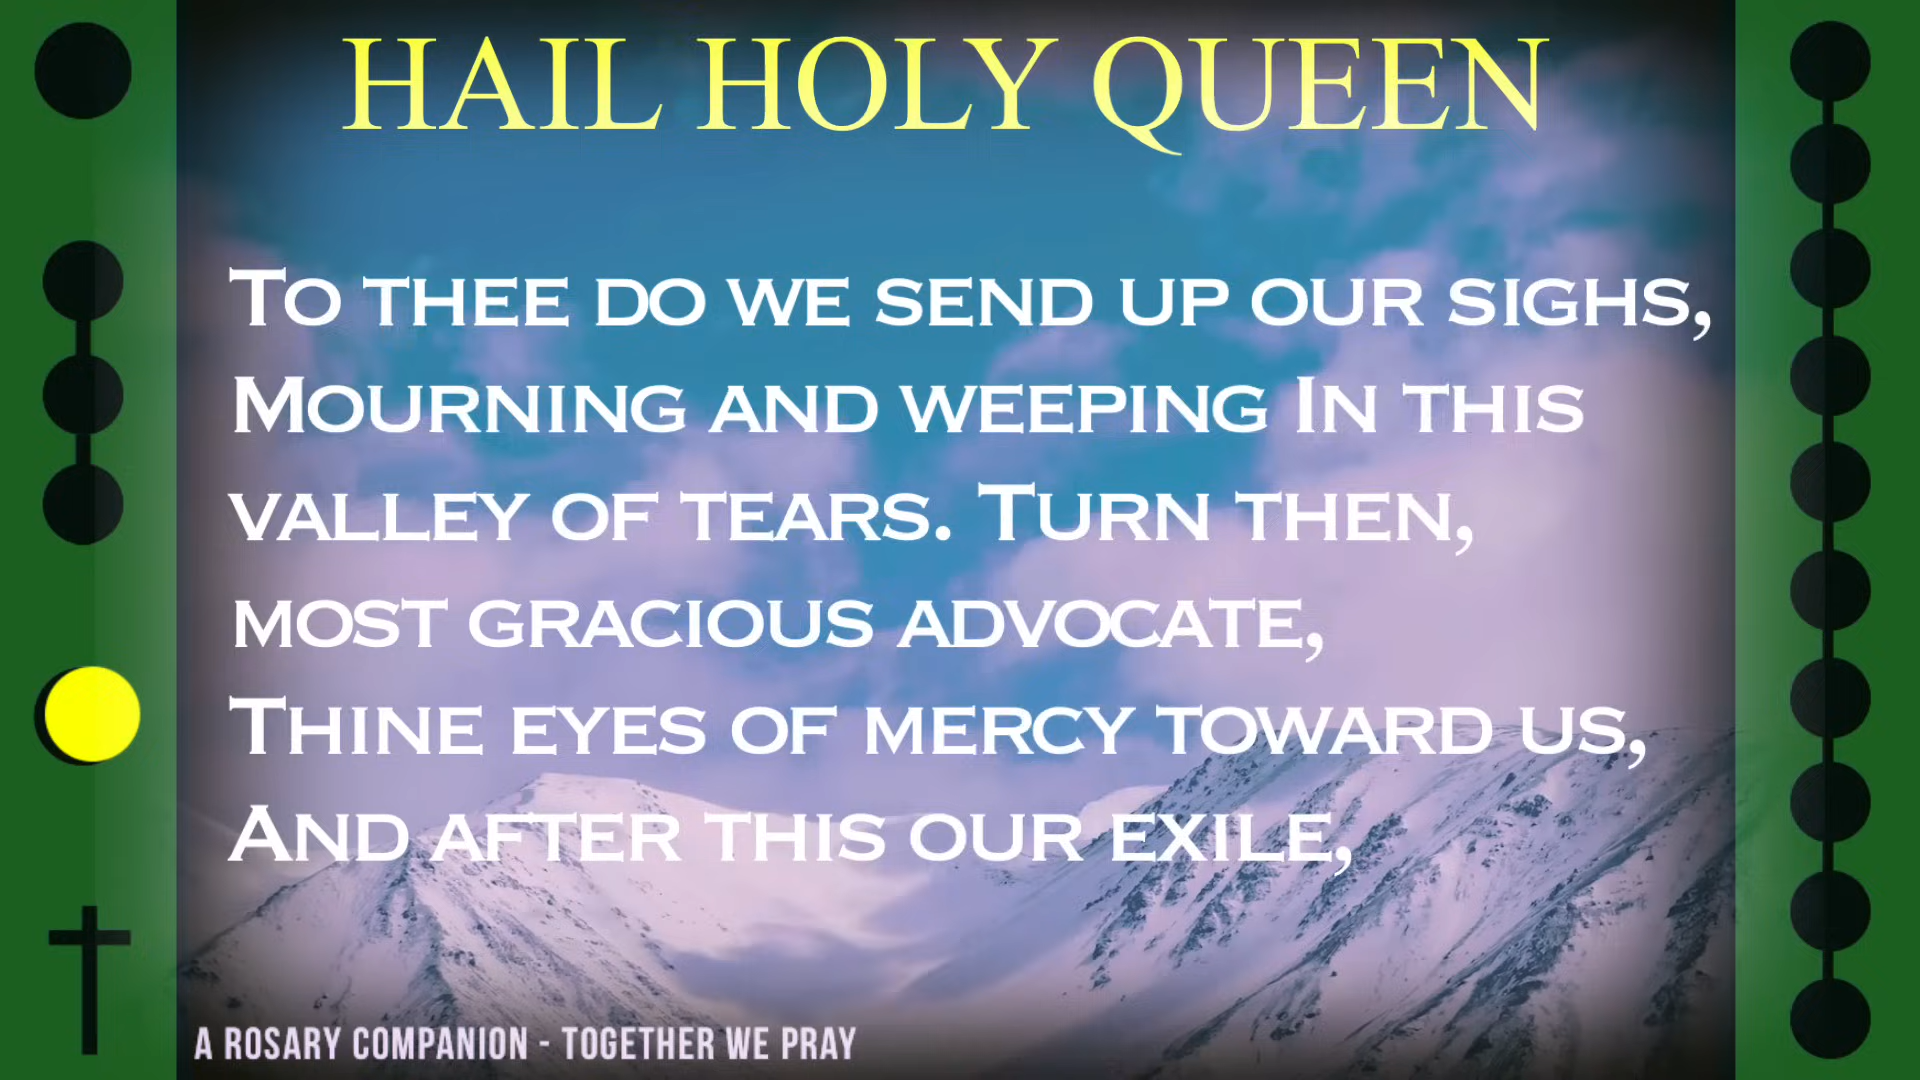 HAIL HOLY QUEEN
To thee do we send up our sighs,
Mourning and weeping In this
valley of tears. Turn then,
most gracious advocate,
Thine eyes of mercy toward us,
And after this our exile,
A ROSARY COMPANION - TOGETHER WE PRAY